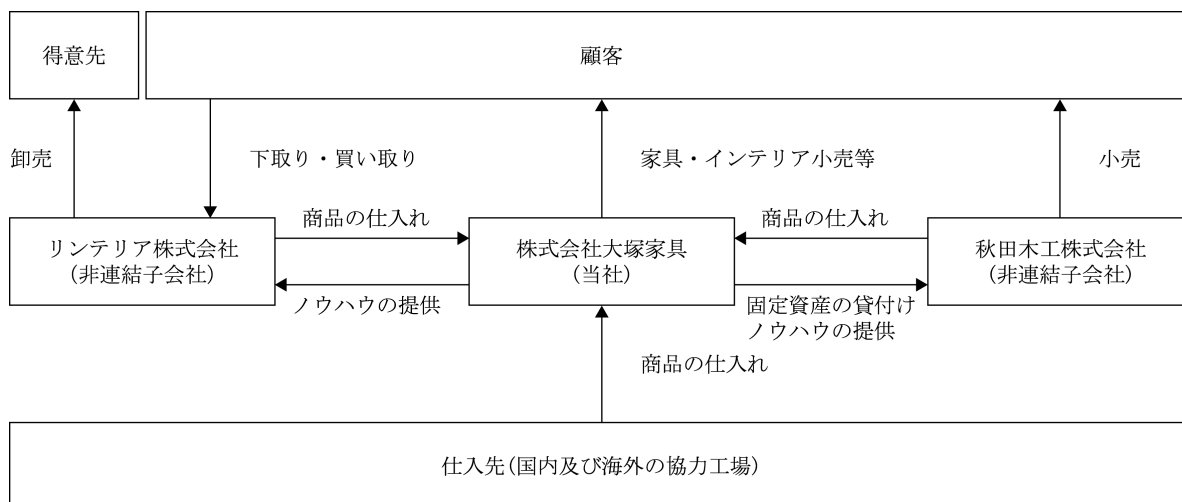 得意先
顧客
卸売
下取り・買い取り
家具・インテリア小売等
小売
商品の仕入れ
商品の仕入れ
リンテリア株式会社
(非連結子会社)
株式会社大塚家具
(当社)
秋田木工株式会社
(非連結子会社)
ノウハウの提供
固定資産の貸付け
ノウハウの提供
商品の仕入れ
仕入先(国内及び海外の協力工場)